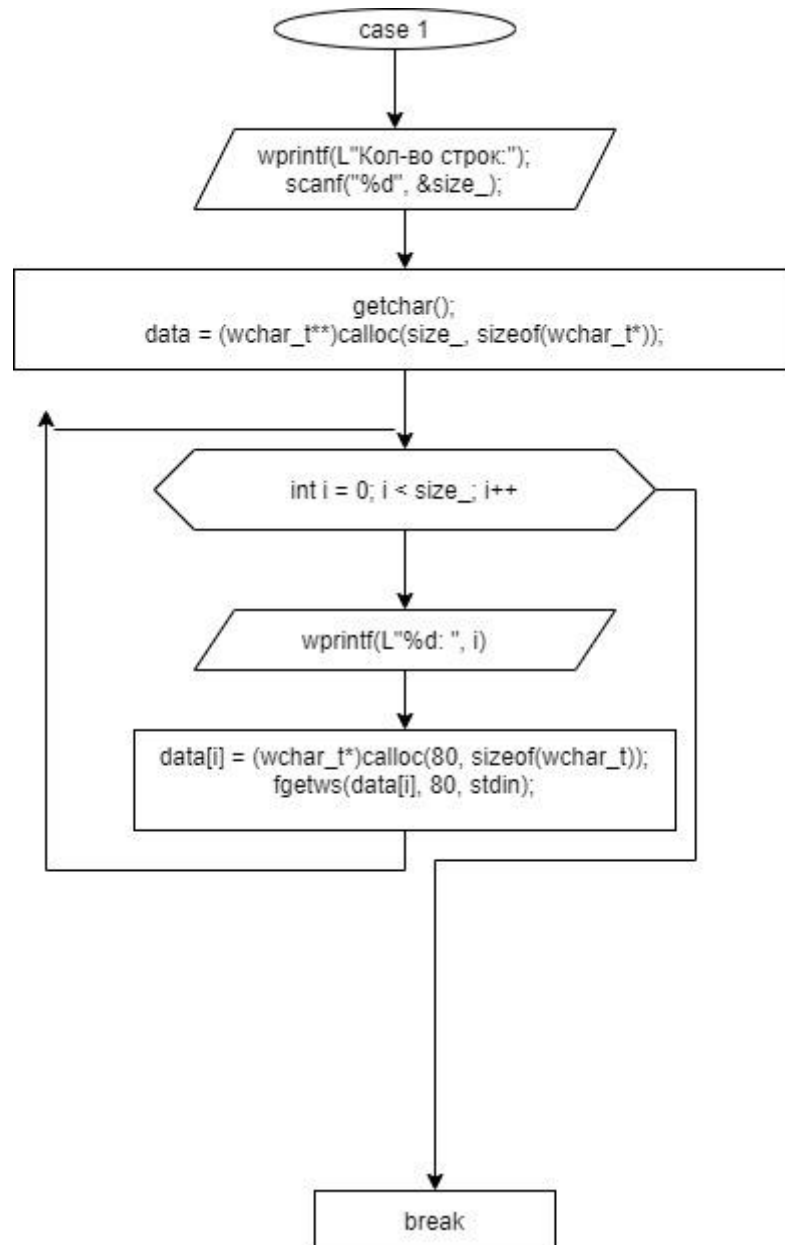 case 1
wprintf(L"Кол-во строк:");
scanf("%d", &size_);
getchar();
data = (wchar_t**)calloc(size_, sizeof(wchar_t*));
int i = 0; i < size_; i++
wprintf(L"%d: ", i)
data[i] = (wchar_t*)calloc(80, sizeof(wchar_t));
fgetws(data[i], 80, stdin);
break